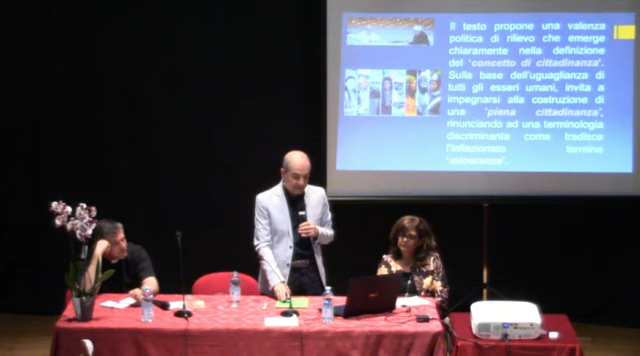 Il testo propone una valenza
politica di rilievo che emerge
chiaramente nella definizione
del 'concetto di cittadinanza'.
Sulla base dell'uguaglianza di
tutti gli esseri umani, invita a
impegnarsi alla costruzione di
una 'piena cittadinanza',
rinunciando ad una terminologia
discriminante come tradisce
l'inflazionato termine
'minoranze'.